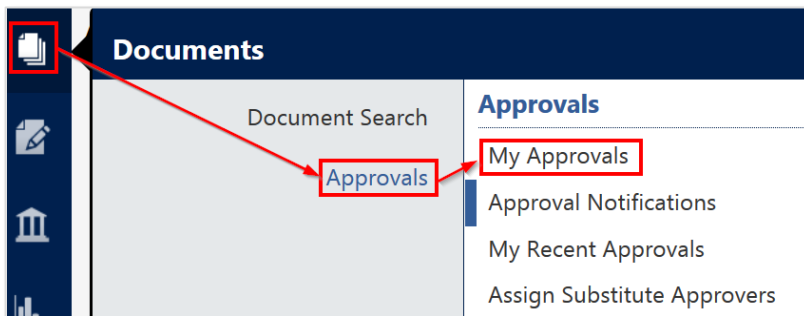 Documents
Document Search
Approvals
Approvals
My Approvals
Approval Notifications
My Recent Approvals
Assign Substitute Approvers